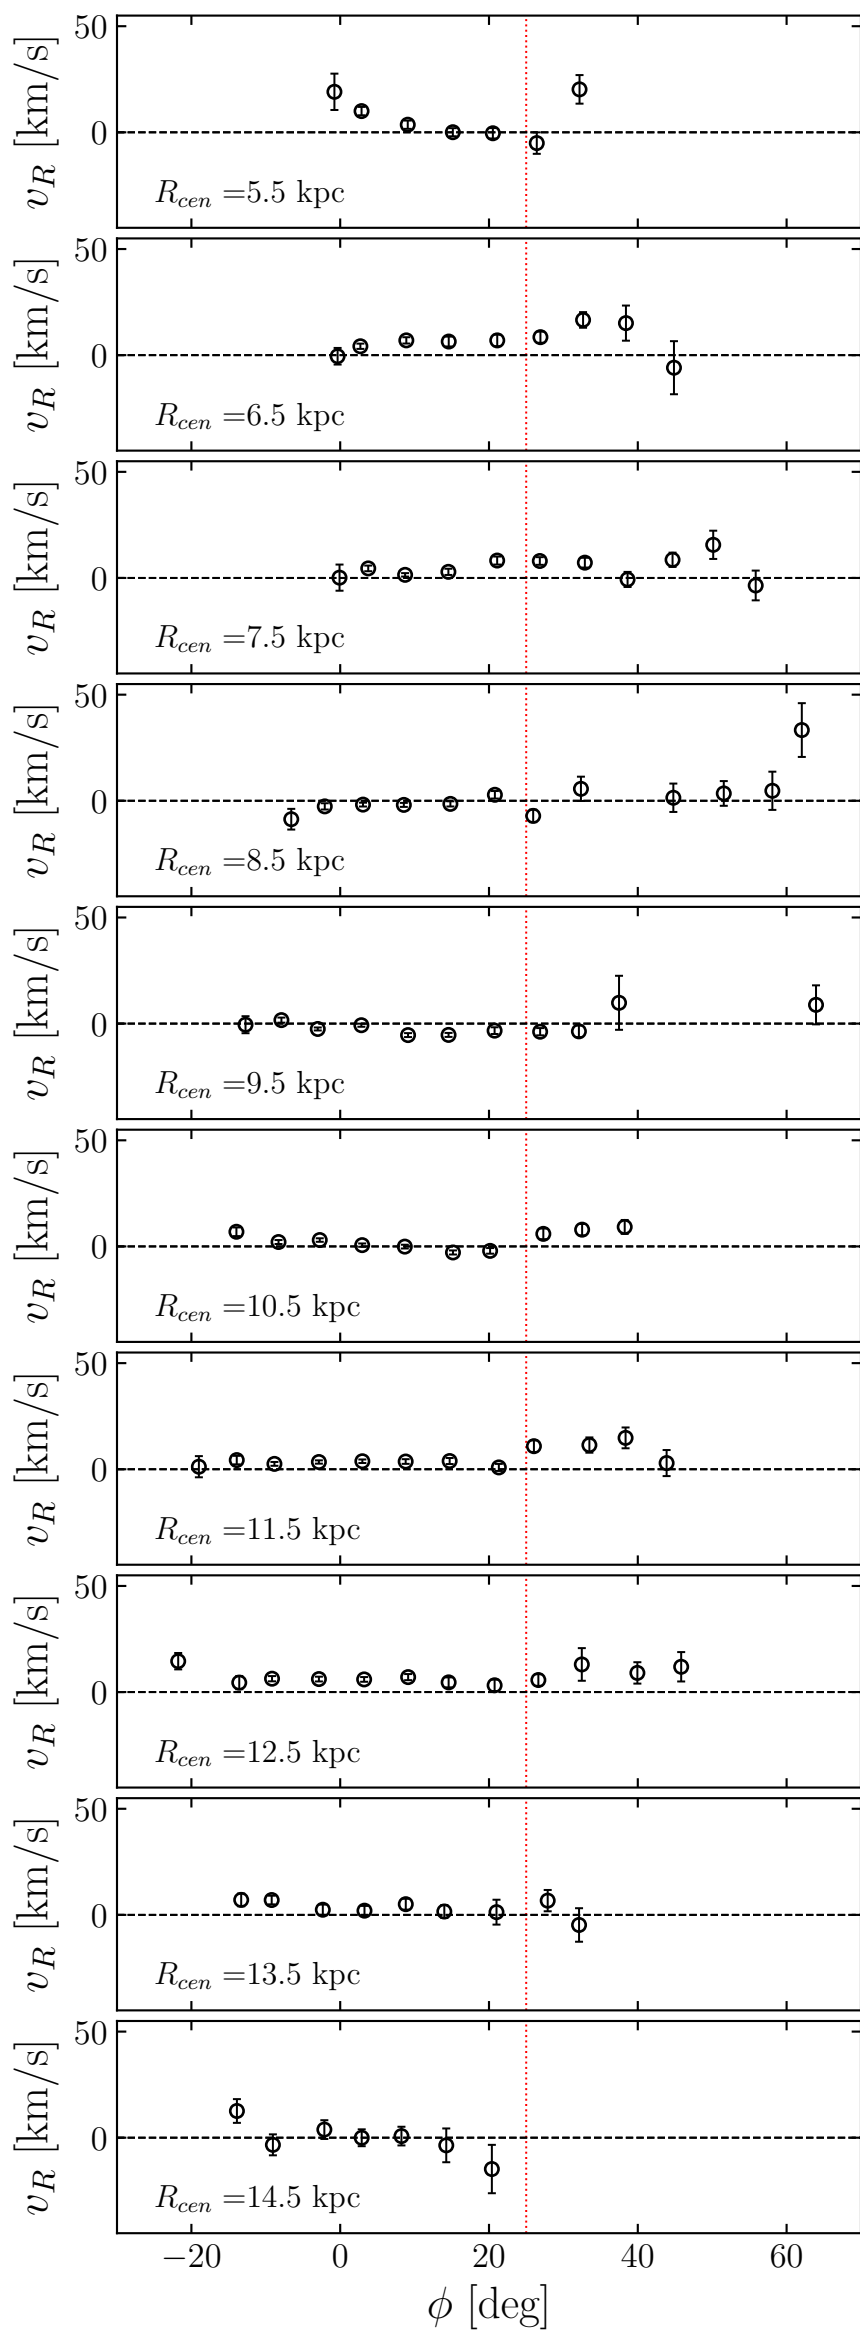 50
0
v_R [km/s]
R_cen =5.5 kpc
50
0
v_R [km/s]
R_cen =6.5 kpc
50
0
v_R [km/s]
R_cen =7.5 kpc
50
0
v_R [km/s]
R_cen =8.5 kpc
50
0
v_R [km/s]
R_cen =9.5 kpc
50
0
v_R [km/s]
R_cen =10.5 kpc
50
0
v_R [km/s]
R_cen =11.5 kpc
50
0
v_R [km/s]
R_cen =12.5 kpc
50
0
v_R [km/s]
R_cen =13.5 kpc
50
0
v_R [km/s]
R_cen =14.5 kpc
−20 0 20 40 60
ϕ [deg]